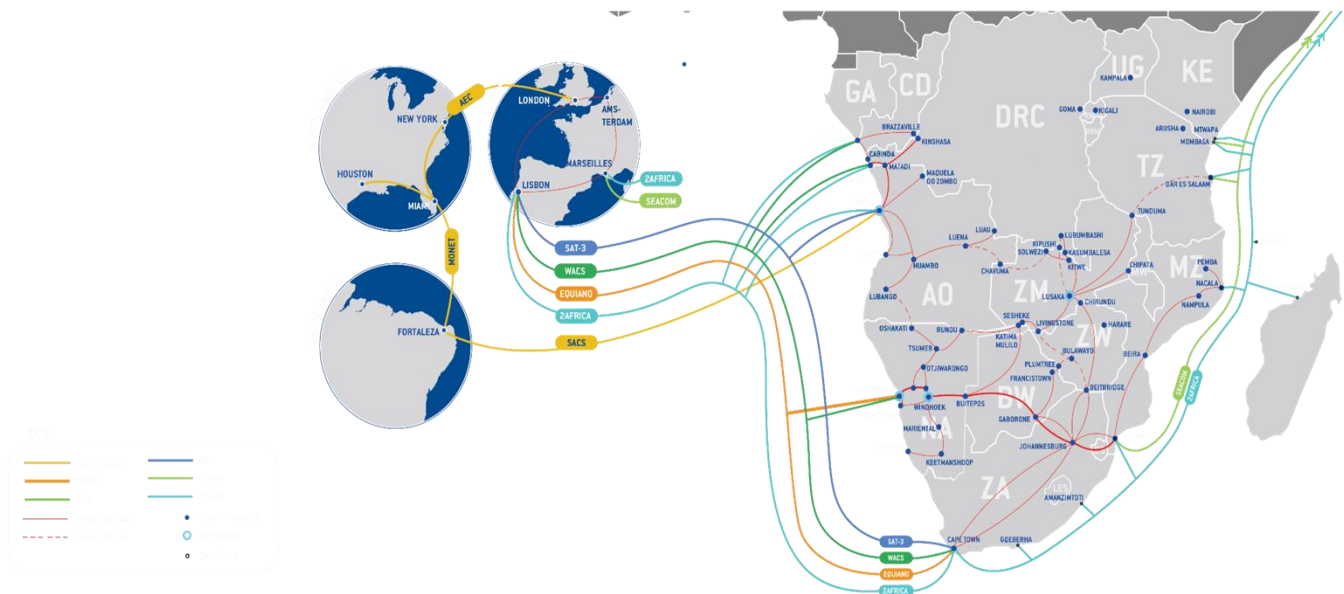 AEC
NEW YORK
HOUSTON
MIAMI
MONET
FORTALEZA
LONDON
AMS-
TERDAM
MARSEILLES
LISBON
2AFRICA
SEACOM
SAT-3
WACS
EQUIANO
2AFRICA
SACS
GA
CD
DRC
UG
KE
TZ
AO
ZM
MW
MZ
ZW
NA
BW
ZA
LES
KAMPALA
GOMA
KIGALI
NAIROBI
ARUSHA
MTWAPA
MOMBASA
BRAZZAVILLE
KINSHASA
CABINDA
MATADI
MAQUELA
DO ZOMBO
DAR ES SALAAM
TUNDUMA
LUENA
LUAU
LUBUMBASHI
KIPUSHI
SOLWEZI
KASUMBALESA
KITWE
CHIPATA
PEMBA
NACALA
NAMPULA
HUAMBO
CHAVUMA
LUBANGO
LUSAKA
CHIRUNDU
OSHAKATI
RUNDU
SESHEKE
KATIMA
MULILO
LIVINGSTONE
HARARE
TSUMEB
OTJIWARONGO
BULAWAYO
PLUMTREE
FRANCISTOWN
BEIRA
BEITBRIDGE
WINDHOEK
BUITEPOS
GABORONE
MARIENTAL
JOHANNESBURG
KEETMANSHOOP
AMANZIMTOTI
CAPE TOWN
GQEBERHA
SEACOM
2AFRICA
SAT-3
WACS
EQUIANO
2AFRICA